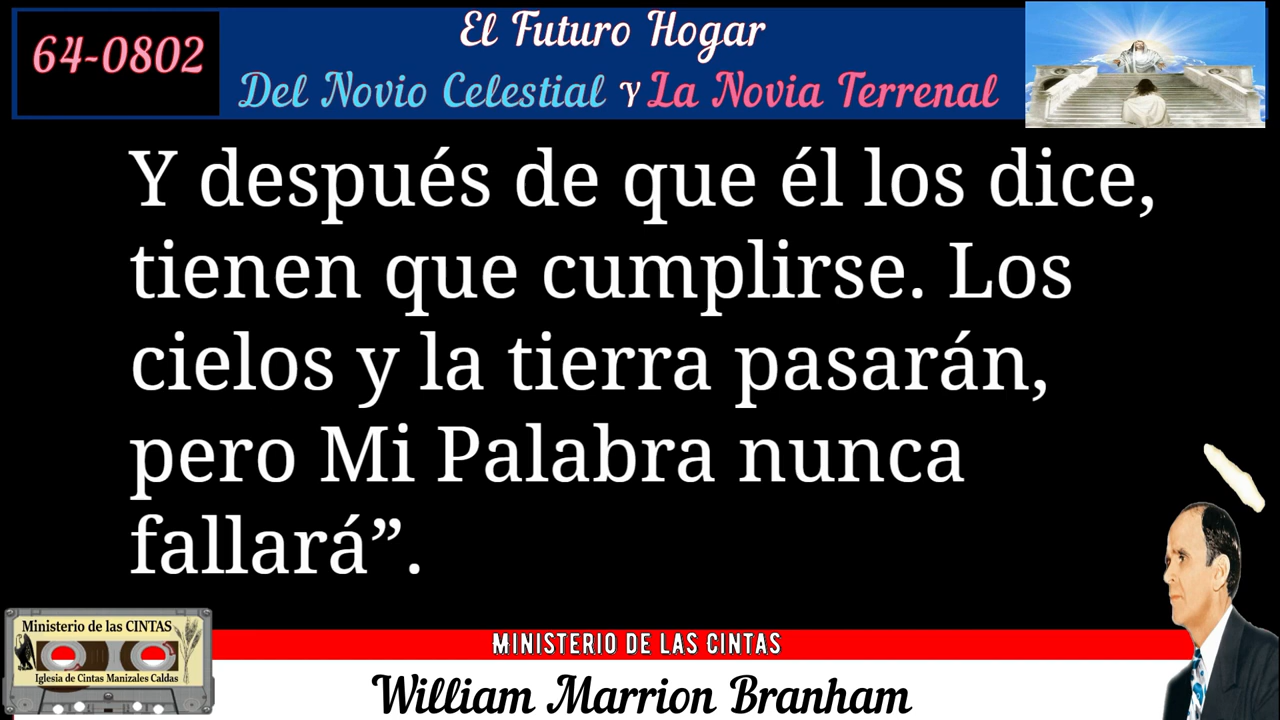 64-0802
El Futuro Hogar
Del Novio Celestial Y La Novia Terrenal
Y después de que él los dice,
tienen que cumplirse. Los
cielos y la tierra pasarán,
pero Mi Palabra nunca
fallará”.
Ministerio de las CINTAS
Iglesia de Cintas Manizales Caldas
MINISTERIO DE LAS CINTAS
William Marrion Branham